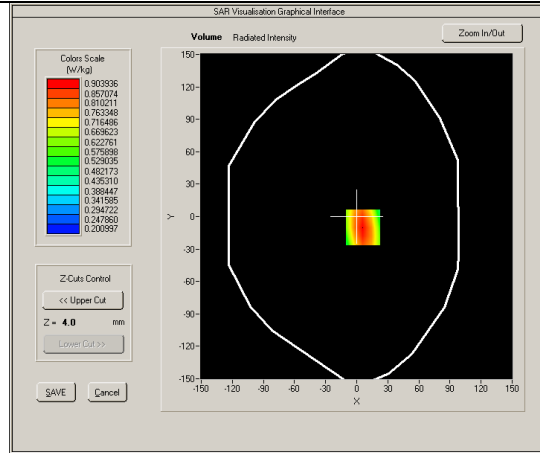 SAR Visualisation Graphical Interface
Volume Radiated Intensity
Zoom In/Out
Colors Scale
(W/kg)
0.903936
0.857074
0.810211
0.763348
0.716486
0.669623
0.622761
0.575898
0.529035
0.482173
0.435310
0.388447
0.341585
0.294722
0.247860
0.200997
Z-Cuts Control
<< Upper Cut
Z = 4.0 mm
Lower Cut >>
SAVE Cancel
150-
120-
90-
60-
30-
Y 0-
-30-
-60-
-90-
-120-
-150-
-150 -120 -90 -60 -30 0 30 60 90 120 150
X